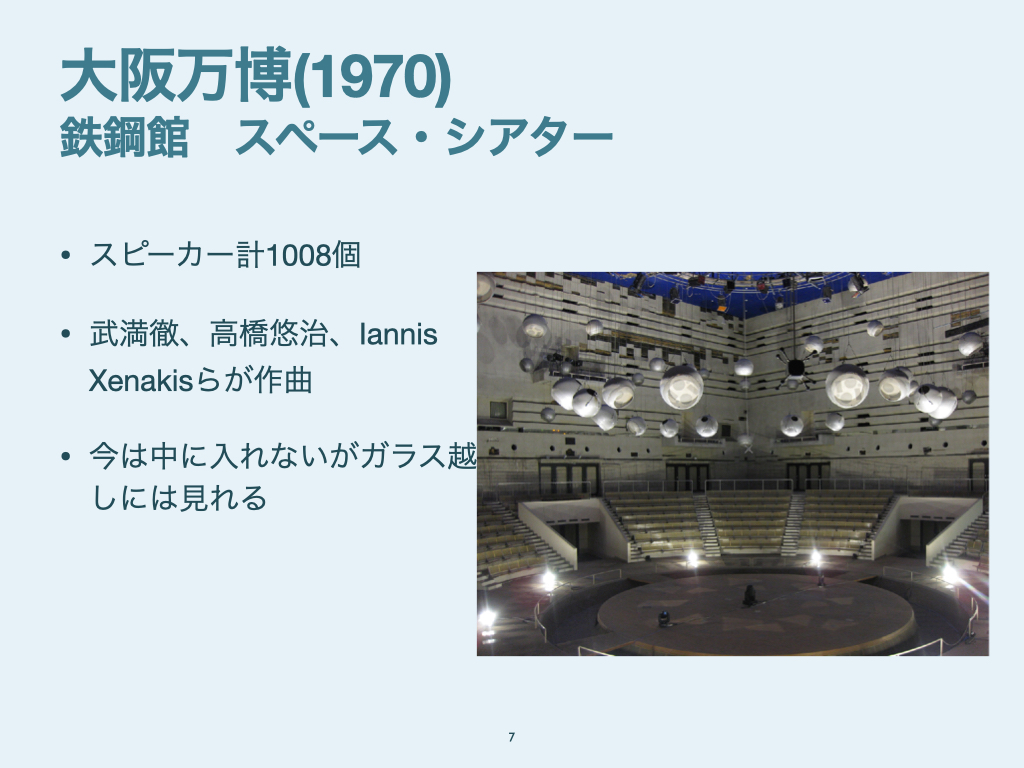 大阪万博(1970)
鉄鋼館　スペース・シアター
• スピーカー計1008個
• 武満徹、高橋悠治、Iannis
Xenakisらが作曲
• 今は中に入れないがガラス越
しには見れる
7